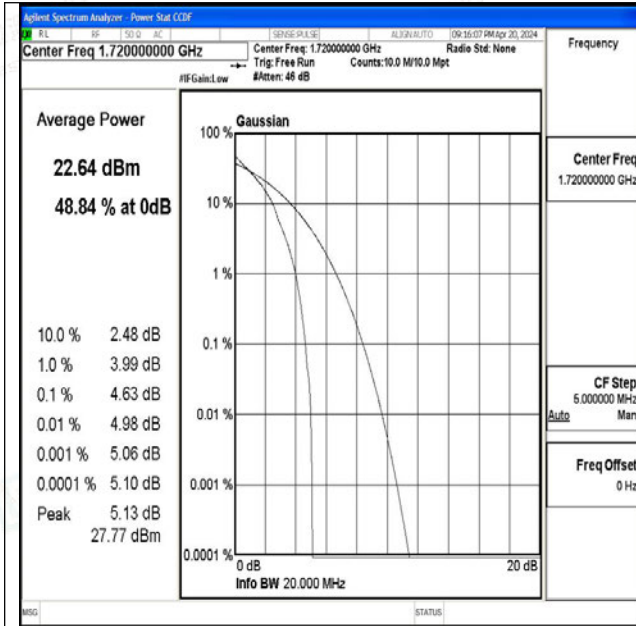 Agilent Spectrum Analyzer - Power Stat CCDF
RL RF 50 Ω AC SENSE:PULSE ALIGNAUTO 09:16:07 PM Apr 20, 2024
Center Freq 1.720000000 GHz
Center Freq: 1.720000000 GHz Radio Std: None
Trig: Free Run Counts:10.0 M/10.0 Mpt
#IFGain:Low #Atten: 46 dB
Frequency
Average Power
22.64 dBm
48.84 % at 0dB
10.0 % 2.48 dB
1.0 % 3.99 dB
0.1 % 4.63 dB
0.01 % 4.98 dB
0.001 % 5.06 dB
0.0001 % 5.10 dB
Peak 5.13 dB
27.77 dBm
Gaussian
100 %
10 %
1 %
0.1 %
0.01 %
0.001 %
0.0001 %
0 dB 20 dB
Info BW 20.000 MHz
Center Freq
1.720000000 GHz
CF Step
5.000000 MHz
Auto Man
Freq Offset
0 Hz
MSG STATUS